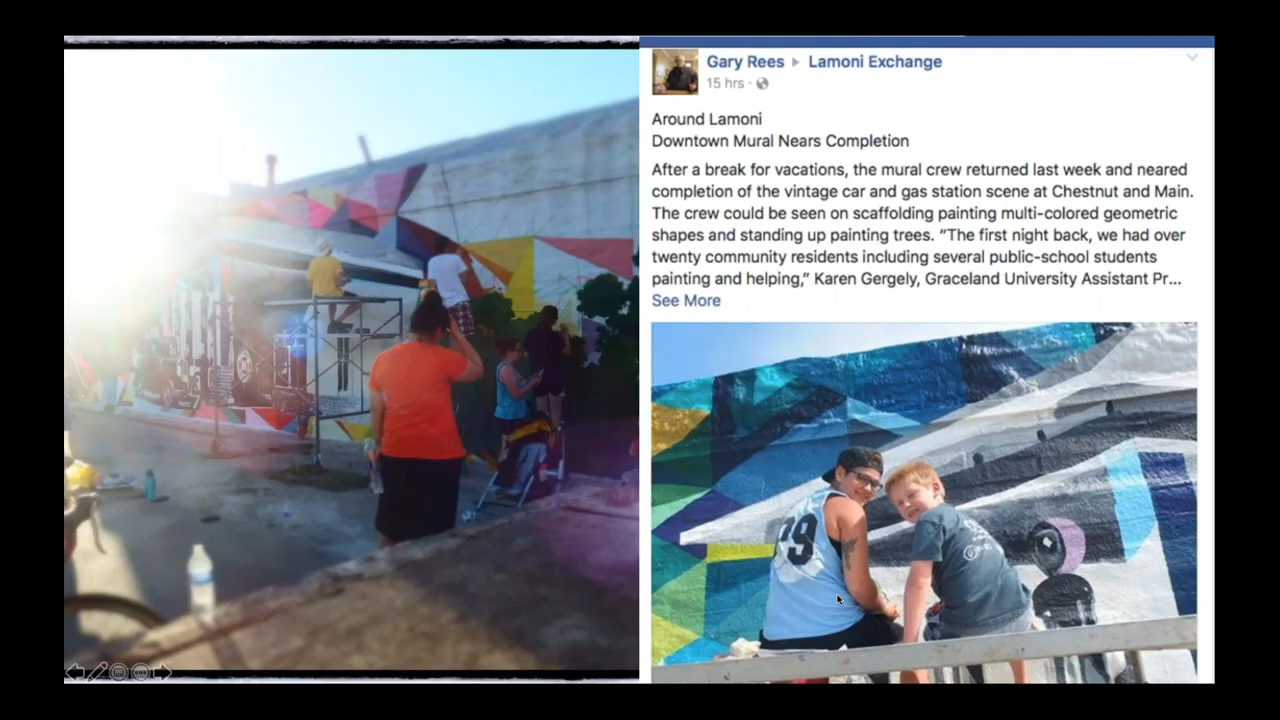 Gary Rees ▸ Lamoni Exchange
15 hrs ·
Around Lamoni
Downtown Mural Nears Completion
After a break for vacations, the mural crew returned last week and neared
completion of the vintage car and gas station scene at Chestnut and Main.
The crew could be seen on scaffolding painting multi-colored geometric
shapes and standing up painting trees. “The first night back, we had over
twenty community residents including several public-school students
painting and helping,” Karen Gergely, Graceland University Assistant Pr...
See More
99